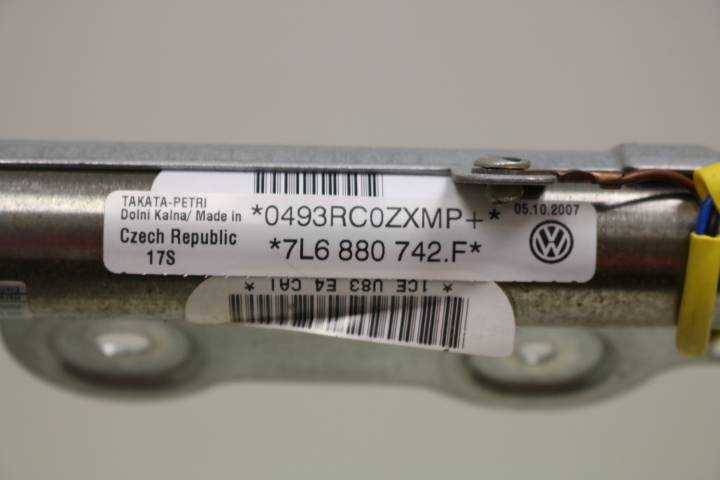 TAKATA-PETRI
Dolni Kalna/ Made in
Czech Republic
17S
*0493RC0ZXMP+*
05.10.2007
*7L6 880 742.F*
* 1CE U83 E4 CA1